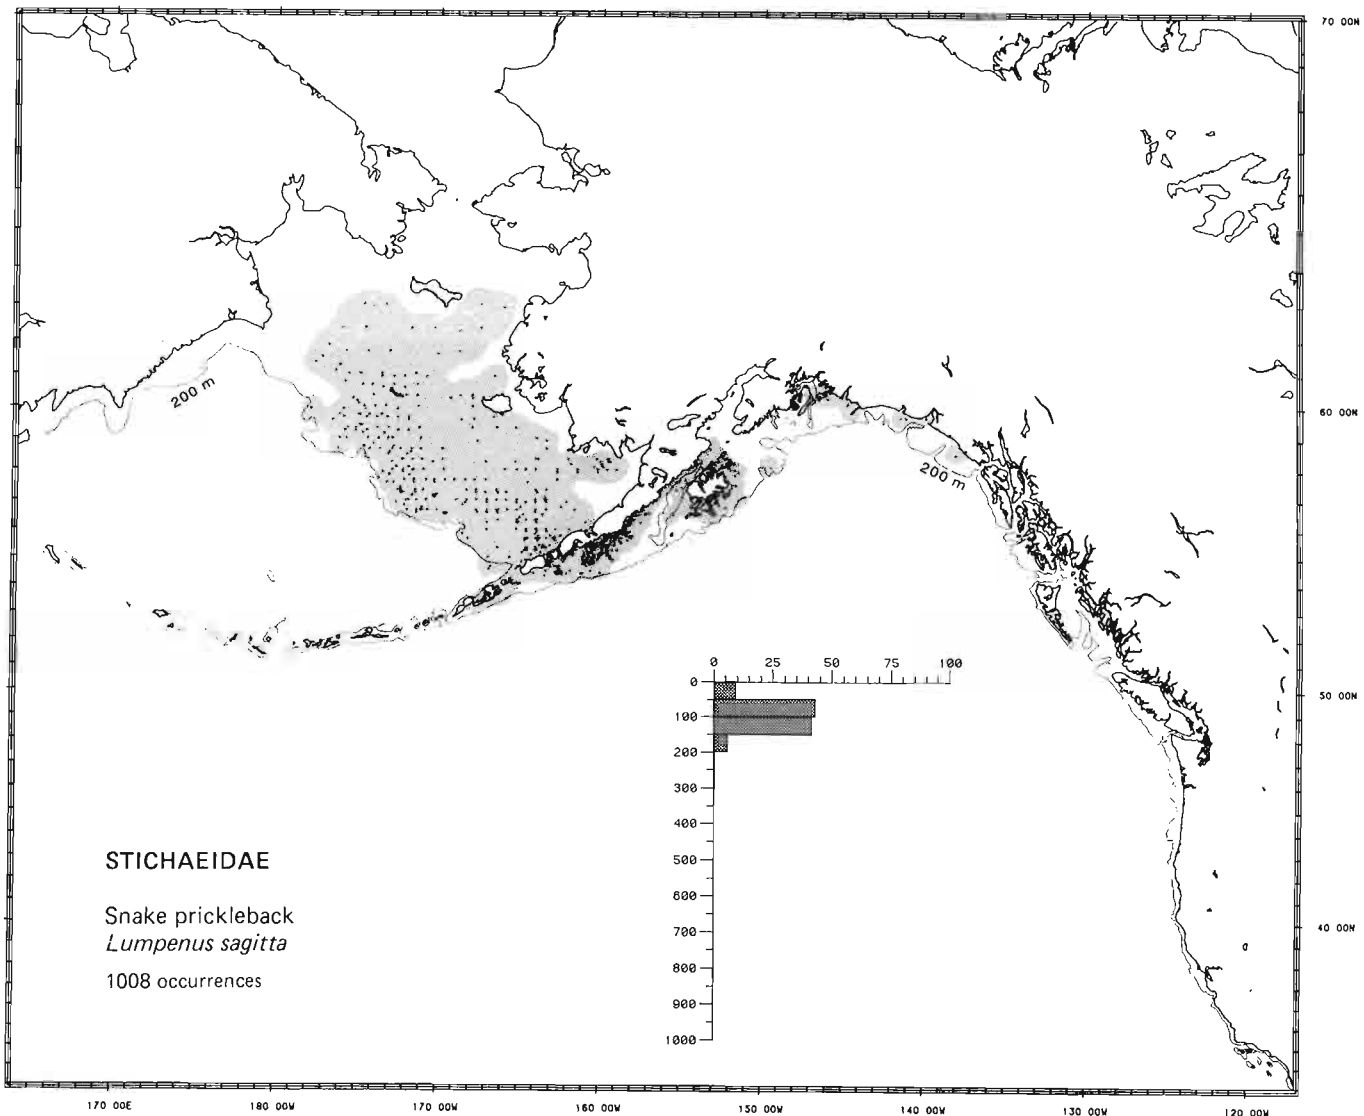 70 00N
200 m
60 00N
200 m
0 25 50 75 100
0
100
200
300
400
500
600
700
800
900
1000
50 00N
40 00N
STICHAEIDAE
Snake prickleback
Lumpenus sagitta
1008 occurrences
170 00E 180 00W 170 00W 160 00W 150 00W 140 00W 130 00W 120 00W